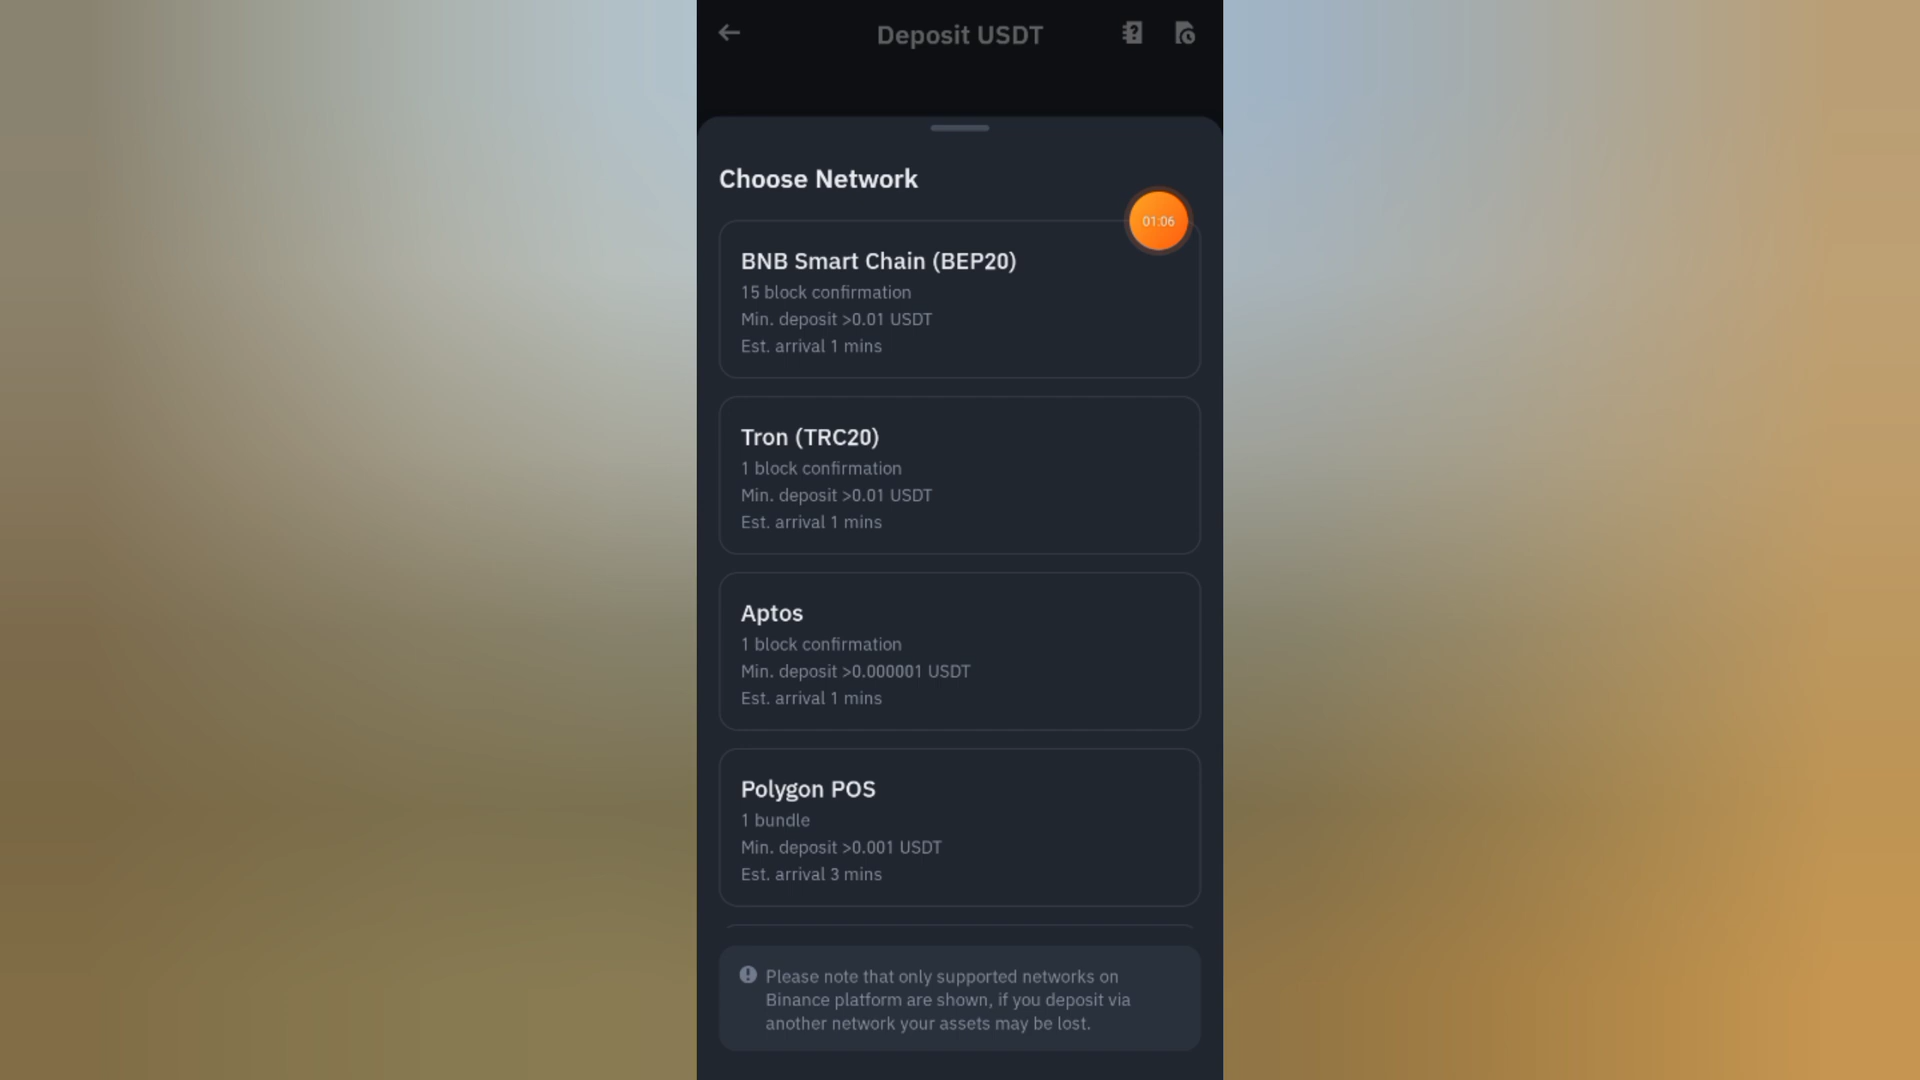 Deposit USDT
Choose Network
01:06
BNB Smart Chain (BEP20)
15 block confirmation
Min. deposit >0.01 USDT
Est. arrival 1 mins
Tron (TRC20)
1 block confirmation
Min. deposit >0.01 USDT
Est. arrival 1 mins
Aptos
1 block confirmation
Min. deposit >0.000001 USDT
Est. arrival 1 mins
Polygon POS
1 bundle
Min. deposit >0.001 USDT
Est. arrival 3 mins
Please note that only supported networks on
Binance platform are shown, if you deposit via
another network your assets may be lost.